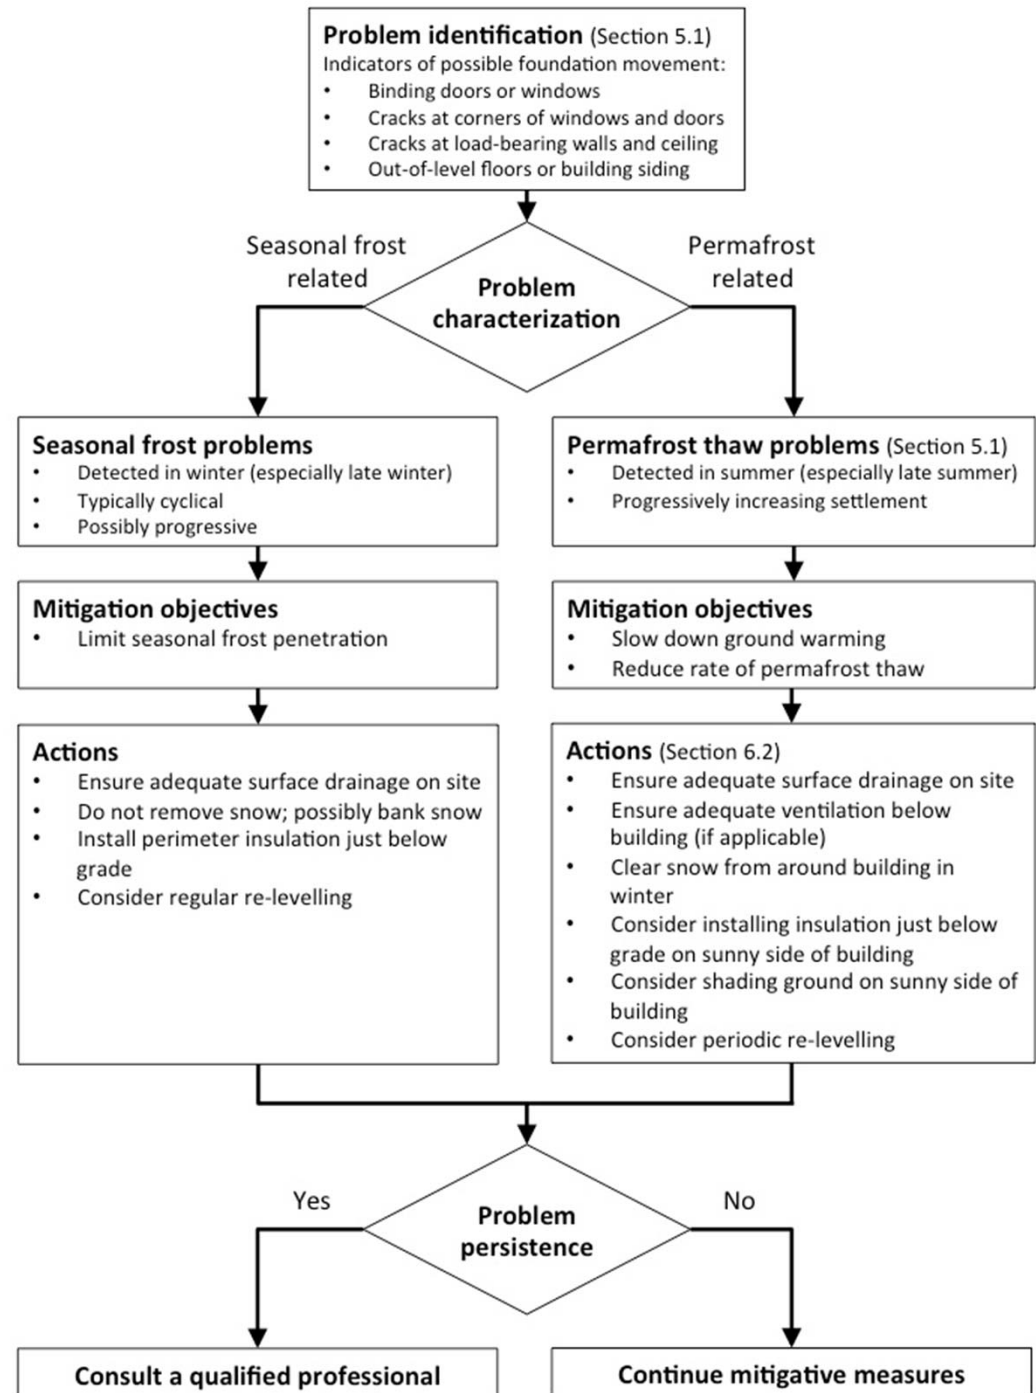 Problem identification (Section 5.1)
Indicators of possible foundation movement:
• Binding doors or windows
• Cracks at corners of windows and doors
• Cracks at load-bearing walls and ceiling
• Out-of-level floors or building siding
Seasonal frost
related
Permafrost
related
Problem
characterization
Seasonal frost problems
• Detected in winter (especially late winter)
• Typically cyclical
• Possibly progressive
Permafrost thaw problems (Section 5.1)
• Detected in summer (especially late summer)
• Progressively increasing settlement
Mitigation objectives
• Limit seasonal frost penetration
Mitigation objectives
• Slow down ground warming
• Reduce rate of permafrost thaw
Actions
• Ensure adequate surface drainage on site
• Do not remove snow; possibly bank snow
• Install perimeter insulation just below
grade
• Consider regular re-levelling
Actions (Section 6.2)
• Ensure adequate surface drainage on site
• Ensure adequate ventilation below
building (if applicable)
• Clear snow from around building in
winter
• Consider installing insulation just below
grade on sunny side of building
• Consider shading ground on sunny side of
building
• Consider periodic re-levelling
Yes
No
Problem
persistence
Consult a qualified professional
Continue mitigative measures